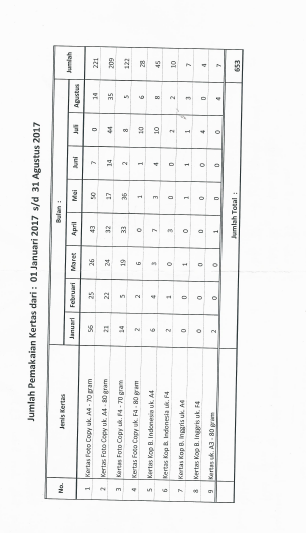 Jumlah Pemakaian Kertas dari : 01 Januari 2017 s/d 31 Agustus 2017
No. Jenis Kertas Bulan : Jumlah
Januari Februari Maret April Mei Juni Juli Agustus
1 Kertas Foto Copy uk. A4 - 70 gram 56 25 26 43 50 7 0 14 221
2 Kertas Foto Copy uk. A4 - 80 gram 21 22 24 32 17 14 44 35 209
3 Kertas Foto Copy uk. F4 - 70 gram 14 5 19 33 36 2 8 5 122
4 Kertas Foto Copy uk. F4 - 80 gram 2 2 6 0 1 1 10 6 28
5 Kertas Kop B. Indonesia uk. A4 6 4 3 7 3 4 10 8 45
6 Kertas Kop B. Indonesia uk. F4 2 1 0 3 0 0 2 2 10
7 Kertas Kop B. Inggris uk. A4 0 0 1 0 1 1 1 3 7
8 Kertas Kop B. Inggris uk. F4 0 0 0 0 0 0 4 0 4
9 Kertas uk. A3 - 80 gram 2 0 0 1 0 0 0 4 7
Jumlah Total : 653